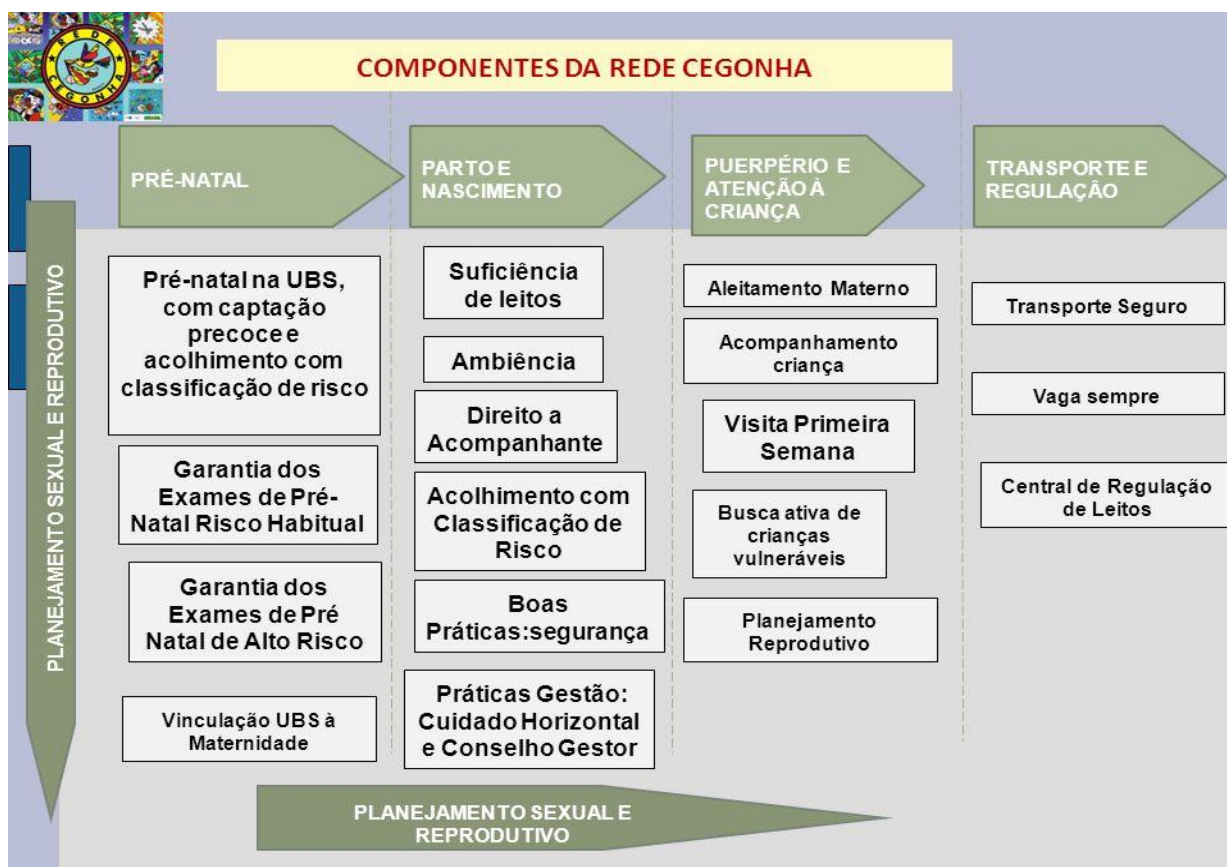 REDE
CEGONHA
COMPONENTES DA REDE CEGONHA
PRÉ-NATAL
PARTO E
NASCIMENTO
PUERPÉRIO E
ATENÇÃO À
CRIANÇA
TRANSPORTE E
REGULAÇÃO
PLANEJAMENTO SEXUAL E REPRODUTIVO
Pré-natal na UBS,
com captação
precoce e
acolhimento com
classificação de risco
Garantia dos
Exames de Pré-
Natal Risco Habitual
Garantia dos
Exames de Pré
Natal de Alto Risco
Vinculação UBS à
Maternidade
Suficiência
de leitos
Ambiência
Direito a
Acompanhante
Acolhimento com
Classificação de
Risco
Boas
Práticas:segurança
Práticas Gestão:
Cuidado Horizontal
e Conselho Gestor
Aleitamento Materno
Acompanhamento
criança
Visita Primeira
Semana
Busca ativa de
crianças
vulneráveis
Planejamento
Reprodutivo
Transporte Seguro
Vaga sempre
Central de Regulação
de Leitos
PLANEJAMENTO SEXUAL E
REPRODUTIVO